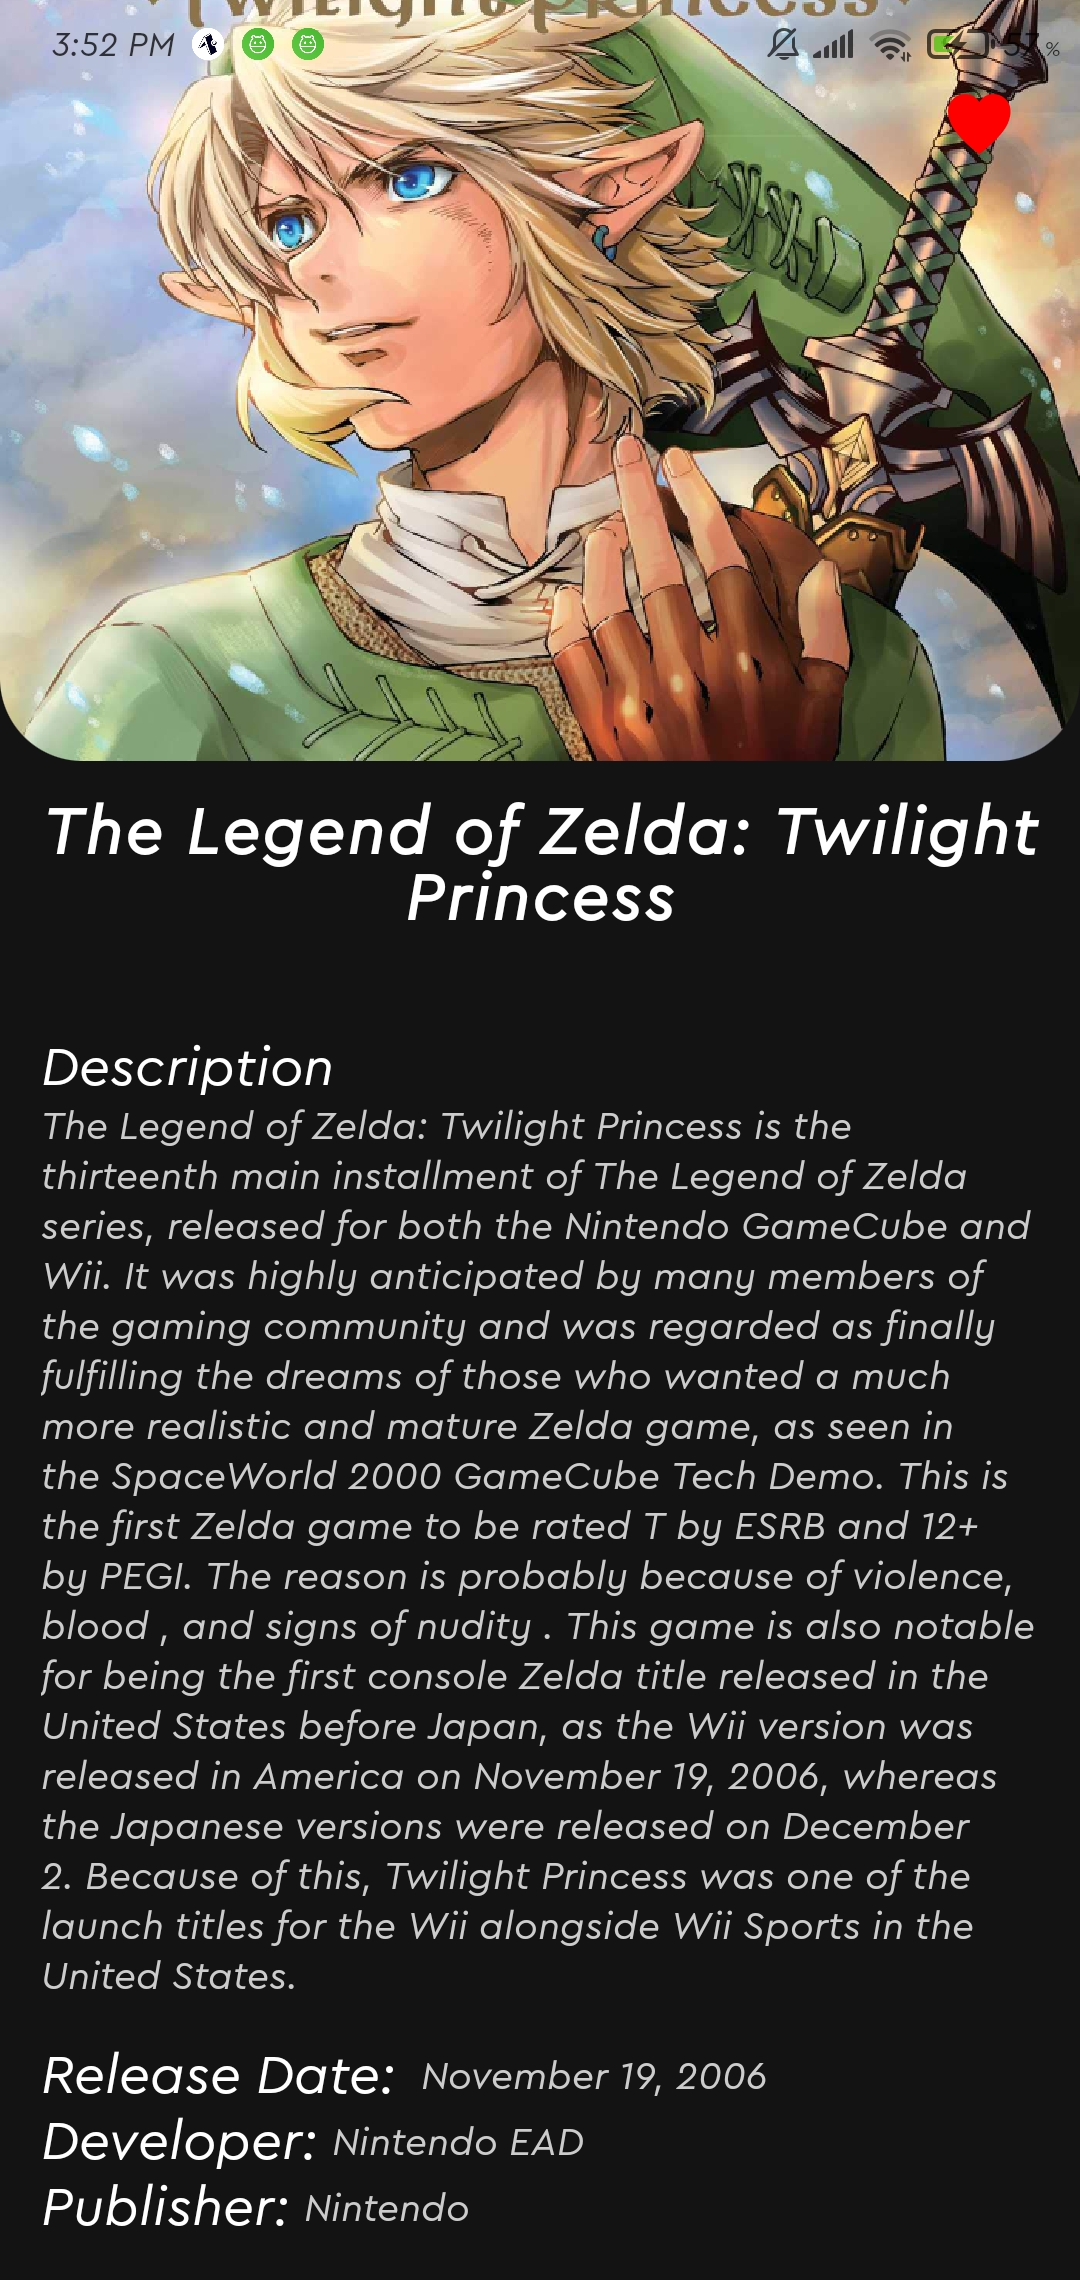 Twilight Princess
3:52 PM
57 %
The Legend of Zelda: Twilight
Princess
Description
The Legend of Zelda: Twilight Princess is the
thirteenth main installment of The Legend of Zelda
series, released for both the Nintendo GameCube and
Wii. It was highly anticipated by many members of
the gaming community and was regarded as finally
fulfilling the dreams of those who wanted a much
more realistic and mature Zelda game, as seen in
the SpaceWorld 2000 GameCube Tech Demo. This is
the first Zelda game to be rated T by ESRB and 12+
by PEGI. The reason is probably because of violence,
blood , and signs of nudity . This game is also notable
for being the first console Zelda title released in the
United States before Japan, as the Wii version was
released in America on November 19, 2006, whereas
the Japanese versions were released on December
2. Because of this, Twilight Princess was one of the
launch titles for the Wii alongside Wii Sports in the
United States.
Release Date: November 19, 2006
Developer: Nintendo EAD
Publisher: Nintendo